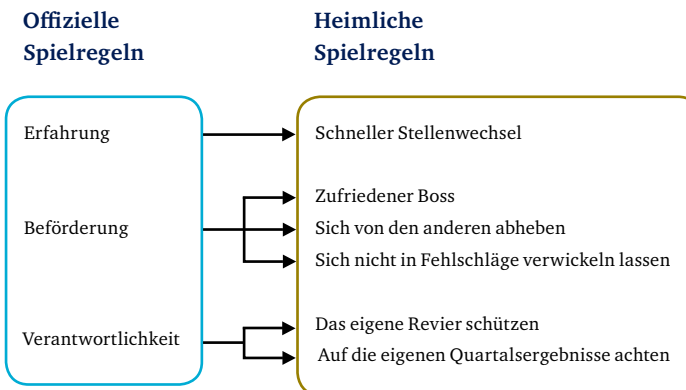 Offizielle
Spielregeln
Heimliche
Spielregeln
Erfahrung
Schneller Stellenwechsel
Beförderung
Zufriedener Boss
Sich von den anderen abheben
Sich nicht in Fehlschläge verwickeln lassen
Verantwortlichkeit
Das eigene Revier schützen
Auf die eigenen Quartalsergebnisse achten